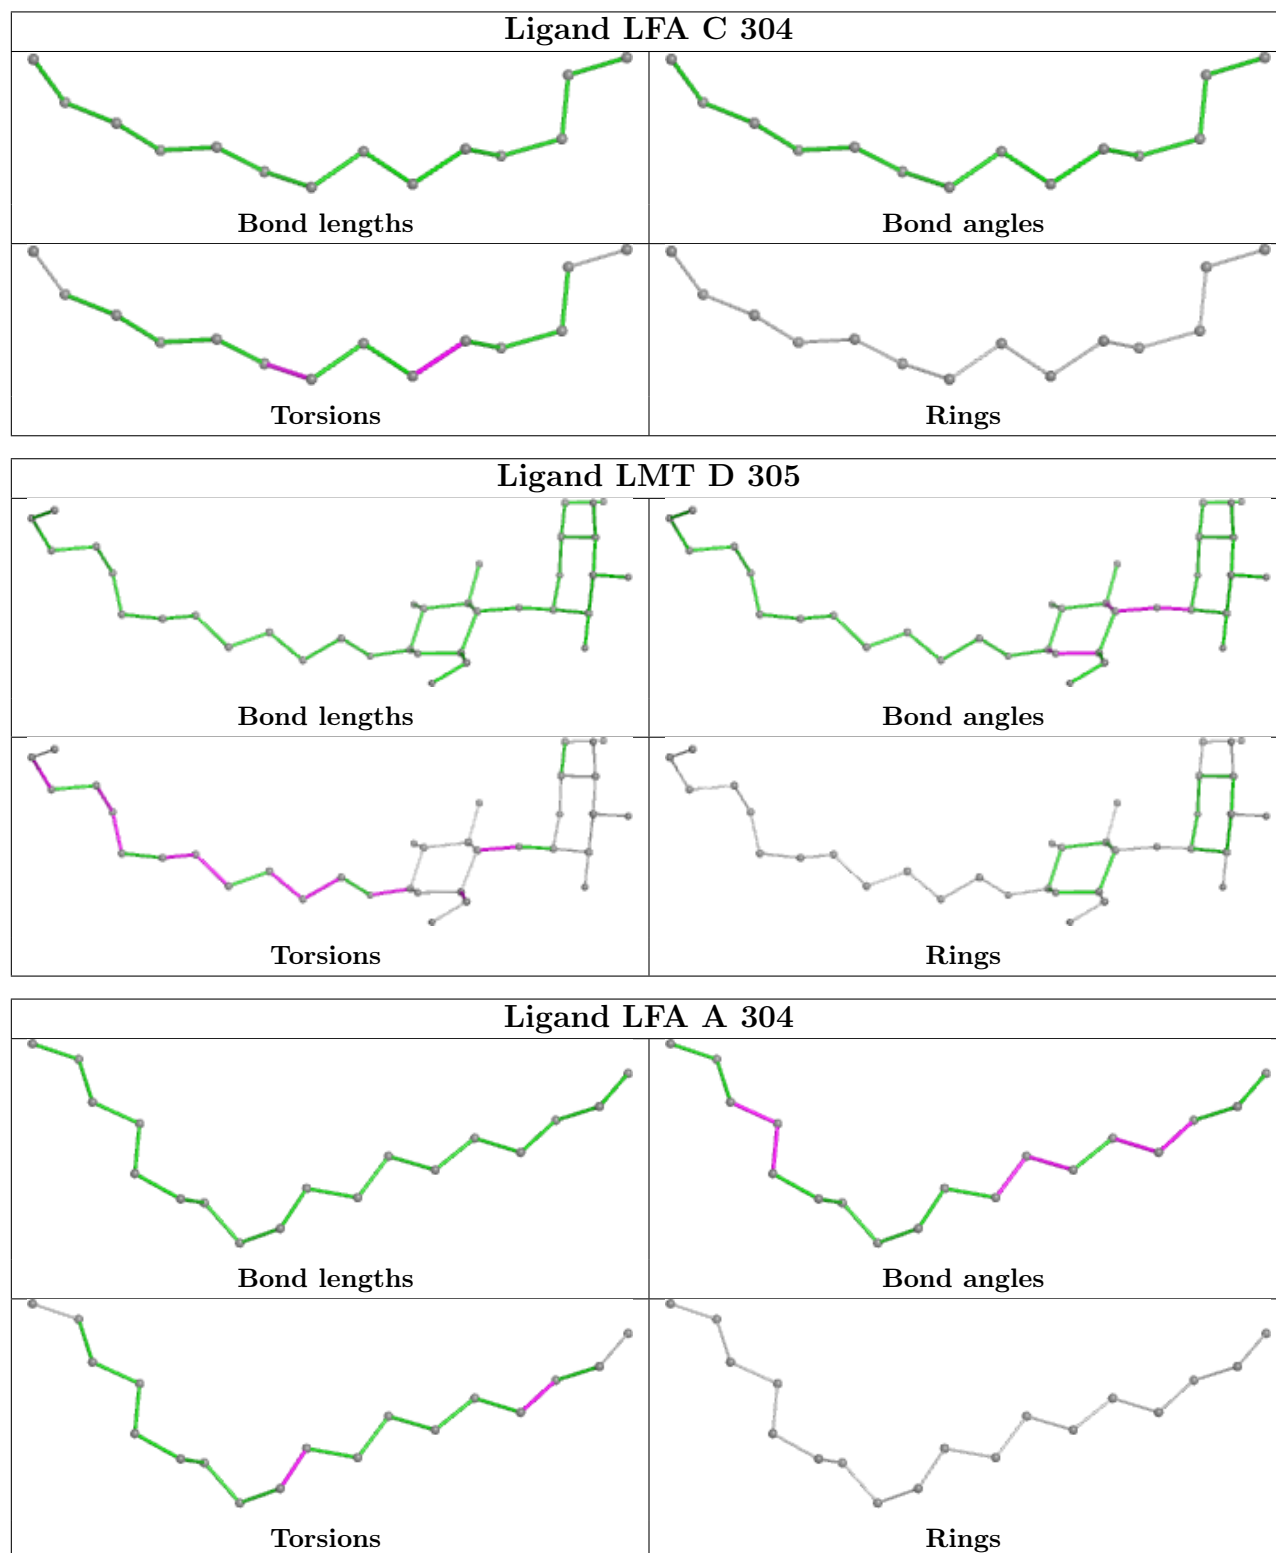 Ligand LFA C 304
Bond lengths
Bond angles
Torsions
Rings
Ligand LMT D 305
Bond lengths
Bond angles
Torsions
Rings
Ligand LFA A 304
Bond lengths
Bond angles
Torsions
Rings